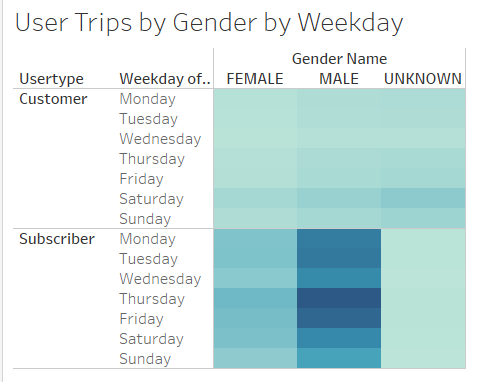 User Trips by Gender by Weekday
Gender Name
Usertype Weekday of.. FEMALE MALE UNKNOWN
Customer Monday
Tuesday
Wednesday
Thursday
Friday
Saturday
Sunday
Subscriber Monday
Tuesday
Wednesday
Thursday
Friday
Saturday
Sunday